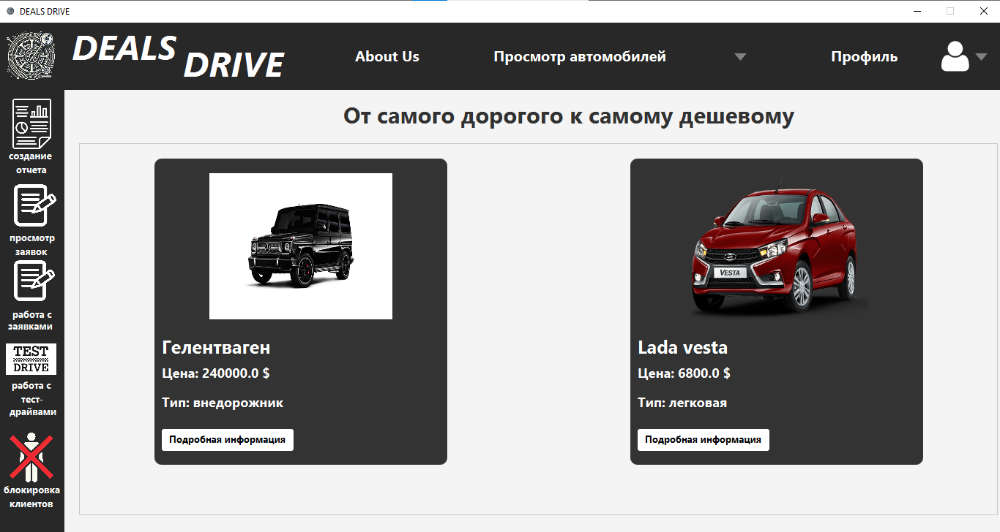 DEALS DRIVE
DEALS
DRIVE
About Us
Просмотр автомобилей
Профиль
создание
отчета
просмотр
заявок
работа с
заявками
TEST
DRIVE
работа с
тест-
драйвами
блокировка
клиентов
От самого дорогого к самому дешевому
Гелентваген
Цена: 240000.0 $
Тип: внедорожник
Подробная информация
VESTA
Lada vesta
Цена: 6800.0 $
Тип: легковая
Подробная информация